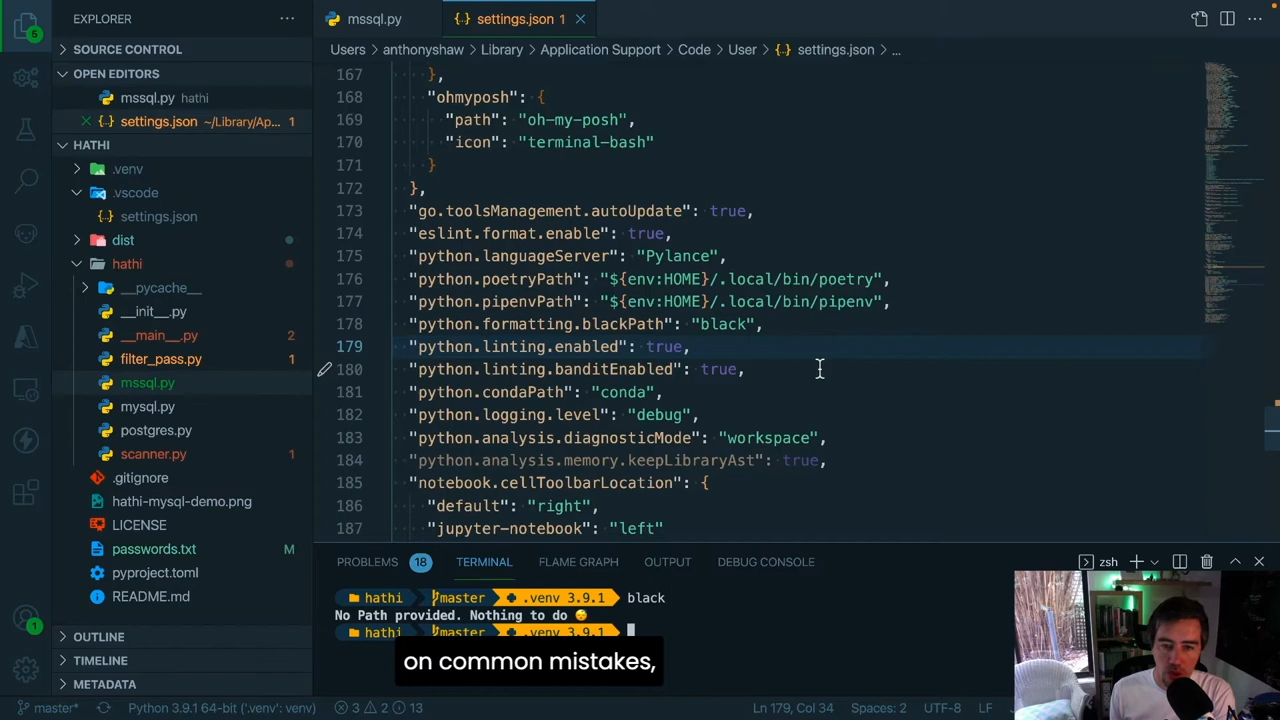 EXPLORER
mssql.py
settings.json 1
SOURCE CONTROL
Users > anthonyshaw > Library > Application Support > Code > User > {..} settings.json > ...
OPEN EDITORS
mssql.py hathi
settings.json ~/Library/Ap... 1
HATHI
.venv
.vscode
settings.json
dist
hathi
__pycache__
__init__.py
__main__.py 2
filter_pass.py 1
mssql.py
mysql.py
postgres.py
scanner.py 1
.gitignore
hathi-mysql-demo.png
LICENSE
passwords.txt M
pyproject.toml
README.md
OUTLINE
TIMELINE
METADATA
167 },
168 "ohmyposh": {
169 "path": "oh-my-posh",
170 "icon": "terminal-bash"
171 }
172 },
173 "go.toolsManagement.autoUpdate": true,
174 "eslint.format.enable": true,
175 "python.languageServer": "Pylance",
176 "python.poetryPath": "${env:HOME}/.local/bin/poetry",
177 "python.pipenvPath": "${env:HOME}/.local/bin/pipenv",
178 "python.formatting.blackPath": "black",
179 "python.linting.enabled": true,
180 "python.linting.banditEnabled": true,
181 "python.condaPath": "conda",
182 "python.logging.level": "debug",
183 "python.analysis.diagnosticMode": "workspace",
184 "python.analysis.memory.keepLibraryAst": true,
185 "notebook.cellToolbarLocation": {
186 "default": "right",
187 "jupyter-notebook": "left"
PROBLEMS 18 TERMINAL FLAME GRAPH OUTPUT DEBUG CONSOLE
zsh
hathi master .venv 3.9.1 black
No Path provided. Nothing to do 😴
hathi master .venv 3.9.1
on common mistakes,
5
1
master* Python 3.9.1 64-bit ('.venv': venv) 3 2 13 Ln 179, Col 34 Spaces: 2 UTF-8 LF